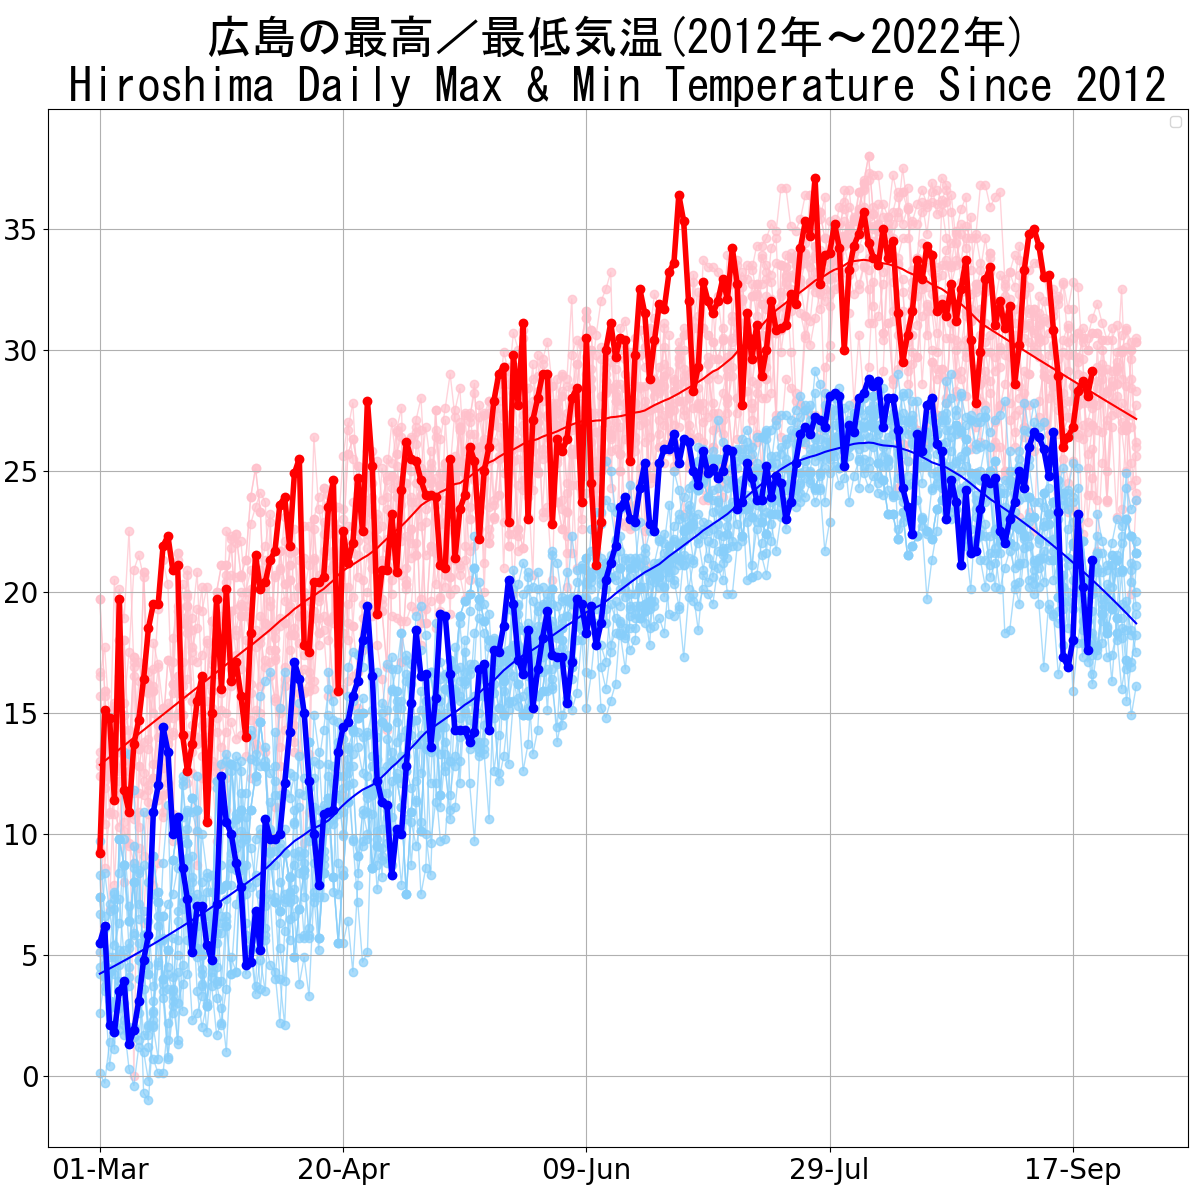 広島の最高／最低気温(2012年～2022年)
Hiroshima Daily Max & Min Temperature Since 2012
35
30
25
20
15
10
5
0
01-Mar 20-Apr 09-Jun 29-Jul 17-Sep